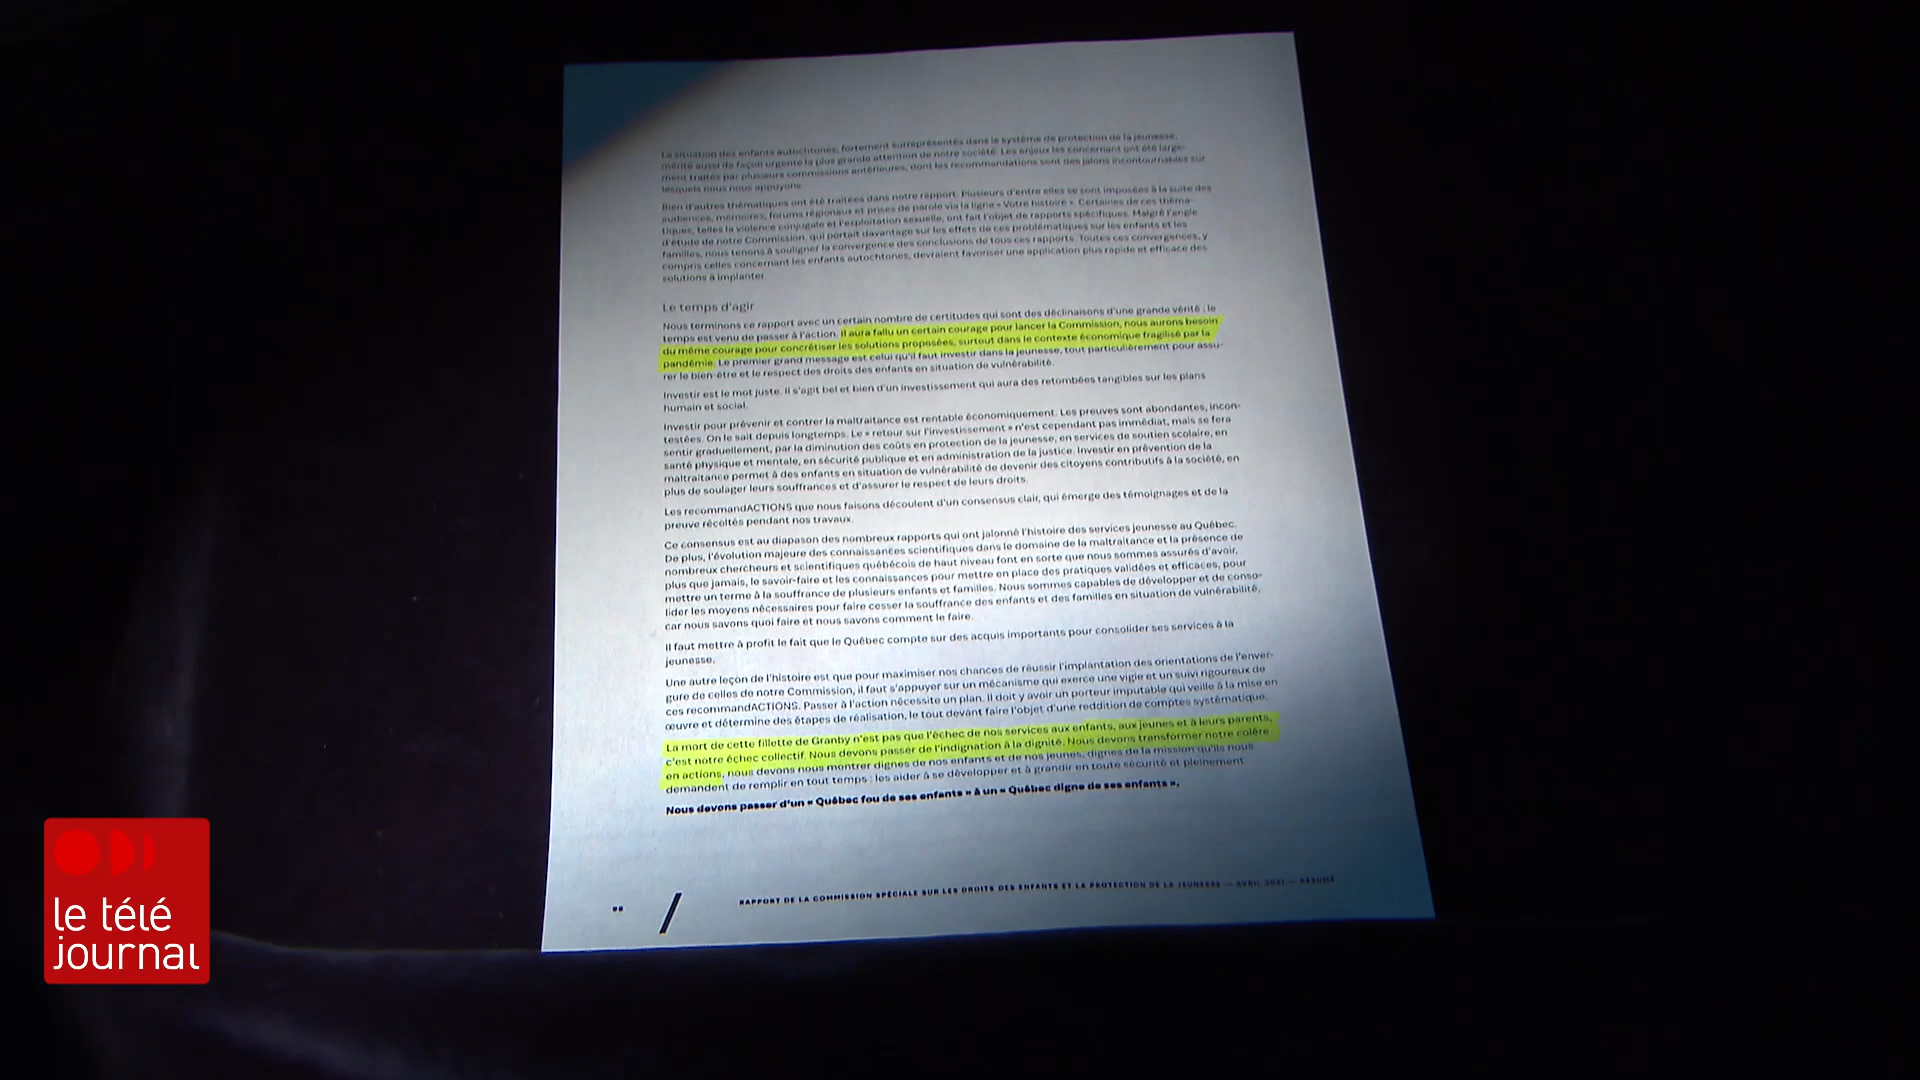 La situation des enfants autochtones, fortement surreprésentés dans le système de protection de la jeunesse,
mérite aussi de façon urgente la plus grande attention de notre société. Les enjeux les concernant ont été large-
ment traités par plusieurs commissions antérieures, dont les recommandations sont des jalons incontournables sur
lesquels nous nous appuyons.
Bien d'autres thématiques ont été traitées dans notre rapport. Plusieurs d'entre elles se sont imposées à la suite des
audiences, mémoires, forums régionaux et prises de parole via la ligne « Votre histoire ». Certaines de ces théma-
tiques, telles la violence conjugale et l'exploitation sexuelle, ont fait l'objet de rapports spécifiques. Malgré l'angle
d'étude de notre Commission, qui portait davantage sur les effets de ces problématiques sur les enfants et les
familles, nous tenons à souligner la convergence des conclusions de tous ces rapports. Toutes ces convergences, y
compris celles concernant les enfants autochtones, devraient favoriser une application plus rapide et efficace des
solutions à implanter.
Le temps d'agir
Nous terminons ce rapport avec un certain nombre de certitudes qui sont des déclinaisons d'une grande vérité : le
temps est venu de passer à l'action. Il aura fallu un certain courage pour lancer la Commission, nous aurons besoin
du même courage pour concrétiser les solutions proposées, surtout dans le contexte économique fragilisé par la
pandémie. Le premier grand message est celui qu'il faut investir dans la jeunesse, tout particulièrement pour assu-
rer le bien-être et le respect des droits des enfants en situation de vulnérabilité.
Investir est le mot juste. Il s'agit bel et bien d'un investissement qui aura des retombées tangibles sur les plans
humain et social.
Investir pour prévenir et contrer la maltraitance est rentable économiquement. Les preuves sont abondantes, incon-
testées. On le sait depuis longtemps. Le « retour sur l'investissement » n'est cependant pas immédiat, mais se fera
sentir graduellement, par la diminution des coûts en protection de la jeunesse, en services de soutien scolaire, en
santé physique et mentale, en sécurité publique et en administration de la justice. Investir en prévention de la
maltraitance permet à des enfants en situation de vulnérabilité de devenir des citoyens contributifs à la société, en
plus de soulager leurs souffrances et d'assurer le respect de leurs droits.
Les recommandACTIONS que nous faisons découlent d'un consensus clair, qui émerge des témoignages et de la
preuve récoltés pendant nos travaux.
Ce consensus est au diapason des nombreux rapports qui ont jalonné l'histoire des services jeunesse au Québec.
De plus, l'évolution majeure des connaissances scientifiques dans le domaine de la maltraitance et la présence de
nombreux chercheurs et scientifiques québécois de haut niveau font en sorte que nous sommes assurés d'avoir,
plus que jamais, le savoir-faire et les connaissances pour mettre en place des pratiques validées et efficaces, pour
mettre un terme à la souffrance de plusieurs enfants et familles. Nous sommes capables de développer et de conso-
lider les moyens nécessaires pour faire cesser la souffrance des enfants et des familles en situation de vulnérabilité,
car nous savons quoi faire et nous savons comment le faire.
Il faut mettre à profit le fait que le Québec compte sur des acquis importants pour consolider ses services à la
jeunesse.
Une autre leçon de l'histoire est que pour maximiser nos chances de réussir l'implantation des orientations de l'enver-
gure de celles de notre Commission, il faut s'appuyer sur un mécanisme qui exerce une vigie et un suivi rigoureux de
ces recommandACTIONS. Passer à l'action nécessite un plan. Il doit y avoir un porteur imputable qui veille à la mise en
œuvre et détermine des étapes de réalisation, le tout devant faire l'objet d'une reddition de comptes systématique.
La mort de cette fillette de Granby n'est pas que l'échec de nos services aux enfants, aux jeunes et à leurs parents,
c'est notre échec collectif. Nous devons passer de l'indignation à la dignité. Nous devons transformer notre colère
en actions, nous devons nous montrer dignes de nos enfants et de nos jeunes, dignes de la mission qu'ils nous
demandent de remplir en tout temps : les aider à se développer et à grandir en toute sécurité et pleinement.
Nous devons passer d'un « Québec fou de ses enfants » à un « Québec digne de ses enfants ».
/ RAPPORT DE LA COMMISSION SPÉCIALE SUR LES DROITS DES ENFANTS ET LA PROTECTION DE LA JEUNESSE — AVRIL 2021 — RÉSUMÉ
le télé
journal